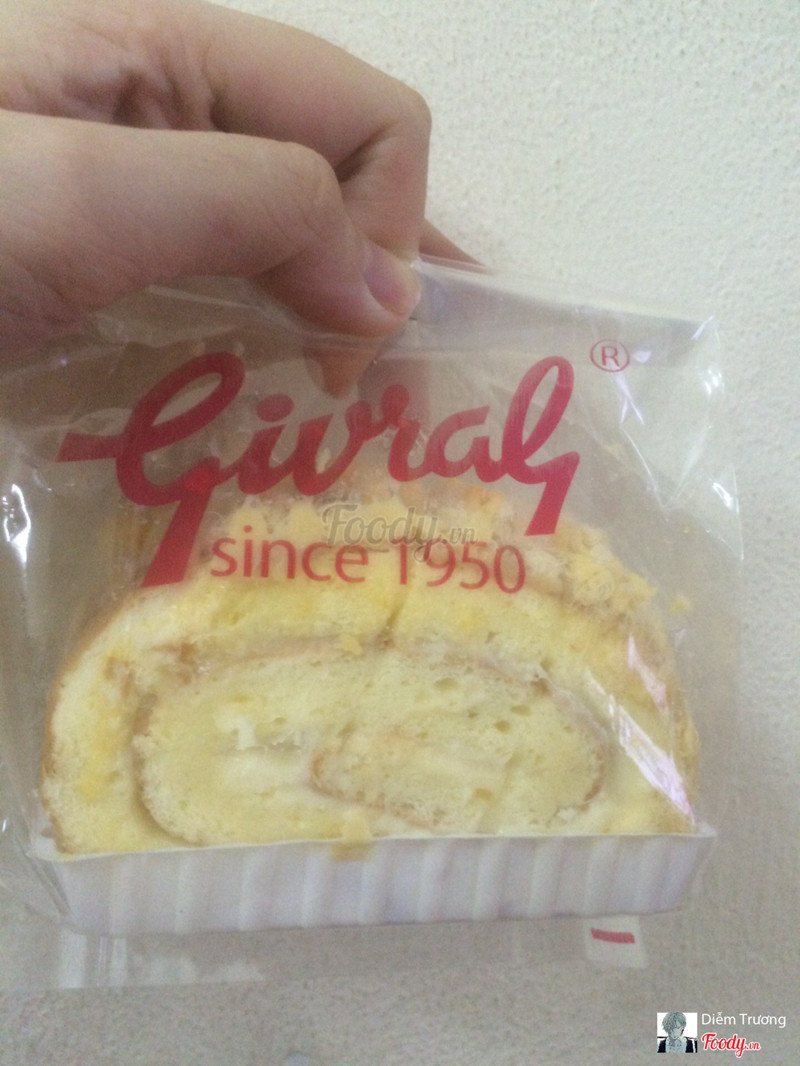 Givral ®
Foody.vn
since 1950
Diễm Trương
Foody.vn